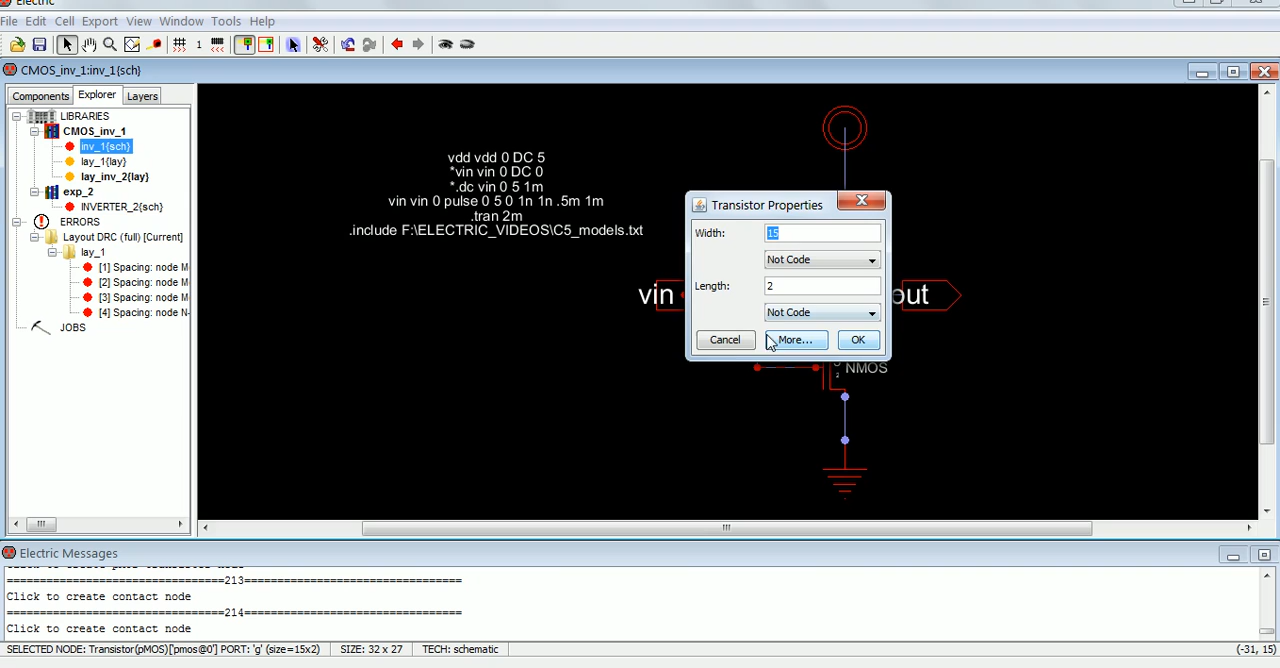 Electric
File Edit Cell Export View Window Tools Help
1
CMOS_inv_1:inv_1{sch}
Components Explorer Layers
LIBRARIES
CMOS_inv_1
inv_1{sch}
lay_1{lay}
lay_inv_2{lay}
exp_2
INVERTER_2{sch}
ERRORS
Layout DRC (full) [Current]
lay_1
[1] Spacing: node M
[2] Spacing: node M
[3] Spacing: node M
[4] Spacing: node N-
JOBS
vdd vdd 0 DC 5
*vin vin 0 DC 0
*.dc vin 0 5 1m
vin vin 0 pulse 0 5 0 1n 1n .5m 1m
.tran 2m
.include F:\ELECTRIC_VIDEOS\C5_models.txt
vin
out
NMOS
2
Transistor Properties
Width: 15
Not Code
Length: 2
Not Code
Cancel More... OK
Electric Messages
================================213================================
Click to create contact node
================================214================================
Click to create contact node
SELECTED NODE: Transistor(pMOS)['pmos@0'] PORT: 'g' (size=15x2) SIZE: 32 x 27 TECH: schematic (-31, 15)